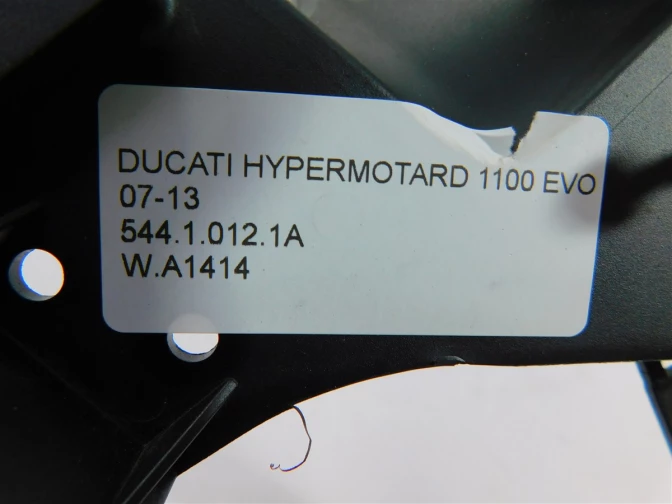 DUCATI HYPERMOTARD 1100 EVO
07-13
544.1.012.1A
W.A1414